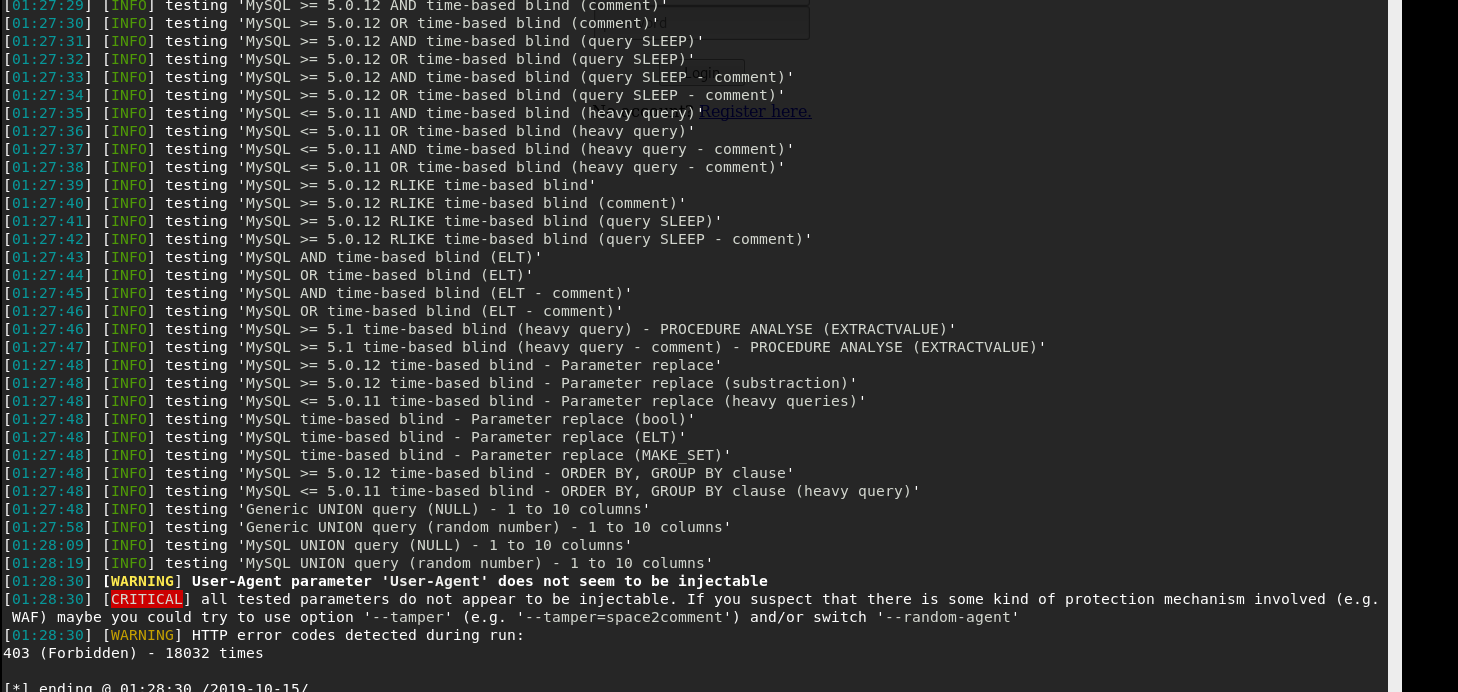 [01:27:29] [INFO] testing 'MySQL >= 5.0.12 AND time-based blind (comment)'
[01:27:30] [INFO] testing 'MySQL >= 5.0.12 OR time-based blind (comment)'
[01:27:31] [INFO] testing 'MySQL >= 5.0.12 AND time-based blind (query SLEEP)'
[01:27:32] [INFO] testing 'MySQL >= 5.0.12 OR time-based blind (query SLEEP)'
[01:27:33] [INFO] testing 'MySQL >= 5.0.12 AND time-based blind (query SLEEP - comment)'
Login
[01:27:34] [INFO] testing 'MySQL >= 5.0.12 OR time-based blind (query SLEEP - comment)'
[01:27:35] [INFO] testing 'MySQL <= 5.0.11 AND time-based blind (heavy query)'
Register here.
[01:27:36] [INFO] testing 'MySQL <= 5.0.11 OR time-based blind (heavy query)'
[01:27:37] [INFO] testing 'MySQL <= 5.0.11 AND time-based blind (heavy query - comment)'
[01:27:38] [INFO] testing 'MySQL <= 5.0.11 OR time-based blind (heavy query - comment)'
[01:27:39] [INFO] testing 'MySQL >= 5.0.12 RLIKE time-based blind'
[01:27:40] [INFO] testing 'MySQL >= 5.0.12 RLIKE time-based blind (comment)'
[01:27:41] [INFO] testing 'MySQL >= 5.0.12 RLIKE time-based blind (query SLEEP)'
[01:27:42] [INFO] testing 'MySQL >= 5.0.12 RLIKE time-based blind (query SLEEP - comment)'
[01:27:43] [INFO] testing 'MySQL AND time-based blind (ELT)'
[01:27:44] [INFO] testing 'MySQL OR time-based blind (ELT)'
[01:27:45] [INFO] testing 'MySQL AND time-based blind (ELT - comment)'
[01:27:46] [INFO] testing 'MySQL OR time-based blind (ELT - comment)'
[01:27:46] [INFO] testing 'MySQL >= 5.1 time-based blind (heavy query) - PROCEDURE ANALYSE (EXTRACTVALUE)'
[01:27:47] [INFO] testing 'MySQL >= 5.1 time-based blind (heavy query - comment) - PROCEDURE ANALYSE (EXTRACTVALUE)'
[01:27:48] [INFO] testing 'MySQL >= 5.0.12 time-based blind - Parameter replace'
[01:27:48] [INFO] testing 'MySQL >= 5.0.12 time-based blind - Parameter replace (substraction)'
[01:27:48] [INFO] testing 'MySQL <= 5.0.11 time-based blind - Parameter replace (heavy queries)'
[01:27:48] [INFO] testing 'MySQL time-based blind - Parameter replace (bool)'
[01:27:48] [INFO] testing 'MySQL time-based blind - Parameter replace (ELT)'
[01:27:48] [INFO] testing 'MySQL time-based blind - Parameter replace (MAKE_SET)'
[01:27:48] [INFO] testing 'MySQL >= 5.0.12 time-based blind - ORDER BY, GROUP BY clause'
[01:27:48] [INFO] testing 'MySQL <= 5.0.11 time-based blind - ORDER BY, GROUP BY clause (heavy query)'
[01:27:48] [INFO] testing 'Generic UNION query (NULL) - 1 to 10 columns'
[01:27:58] [INFO] testing 'Generic UNION query (random number) - 1 to 10 columns'
[01:28:09] [INFO] testing 'MySQL UNION query (NULL) - 1 to 10 columns'
[01:28:19] [INFO] testing 'MySQL UNION query (random number) - 1 to 10 columns'
[01:28:30] [WARNING] User-Agent parameter 'User-Agent' does not seem to be injectable
[01:28:30] [CRITICAL] all tested parameters do not appear to be injectable. If you suspect that there is some kind of protection mechanism involved (e.g.
WAF) maybe you could try to use option '--tamper' (e.g. '--tamper=space2comment') and/or switch '--random-agent'
[01:28:30] [WARNING] HTTP error codes detected during run:
403 (Forbidden) - 18032 times
[*] ending @ 01:28:30 /2019-10-15/